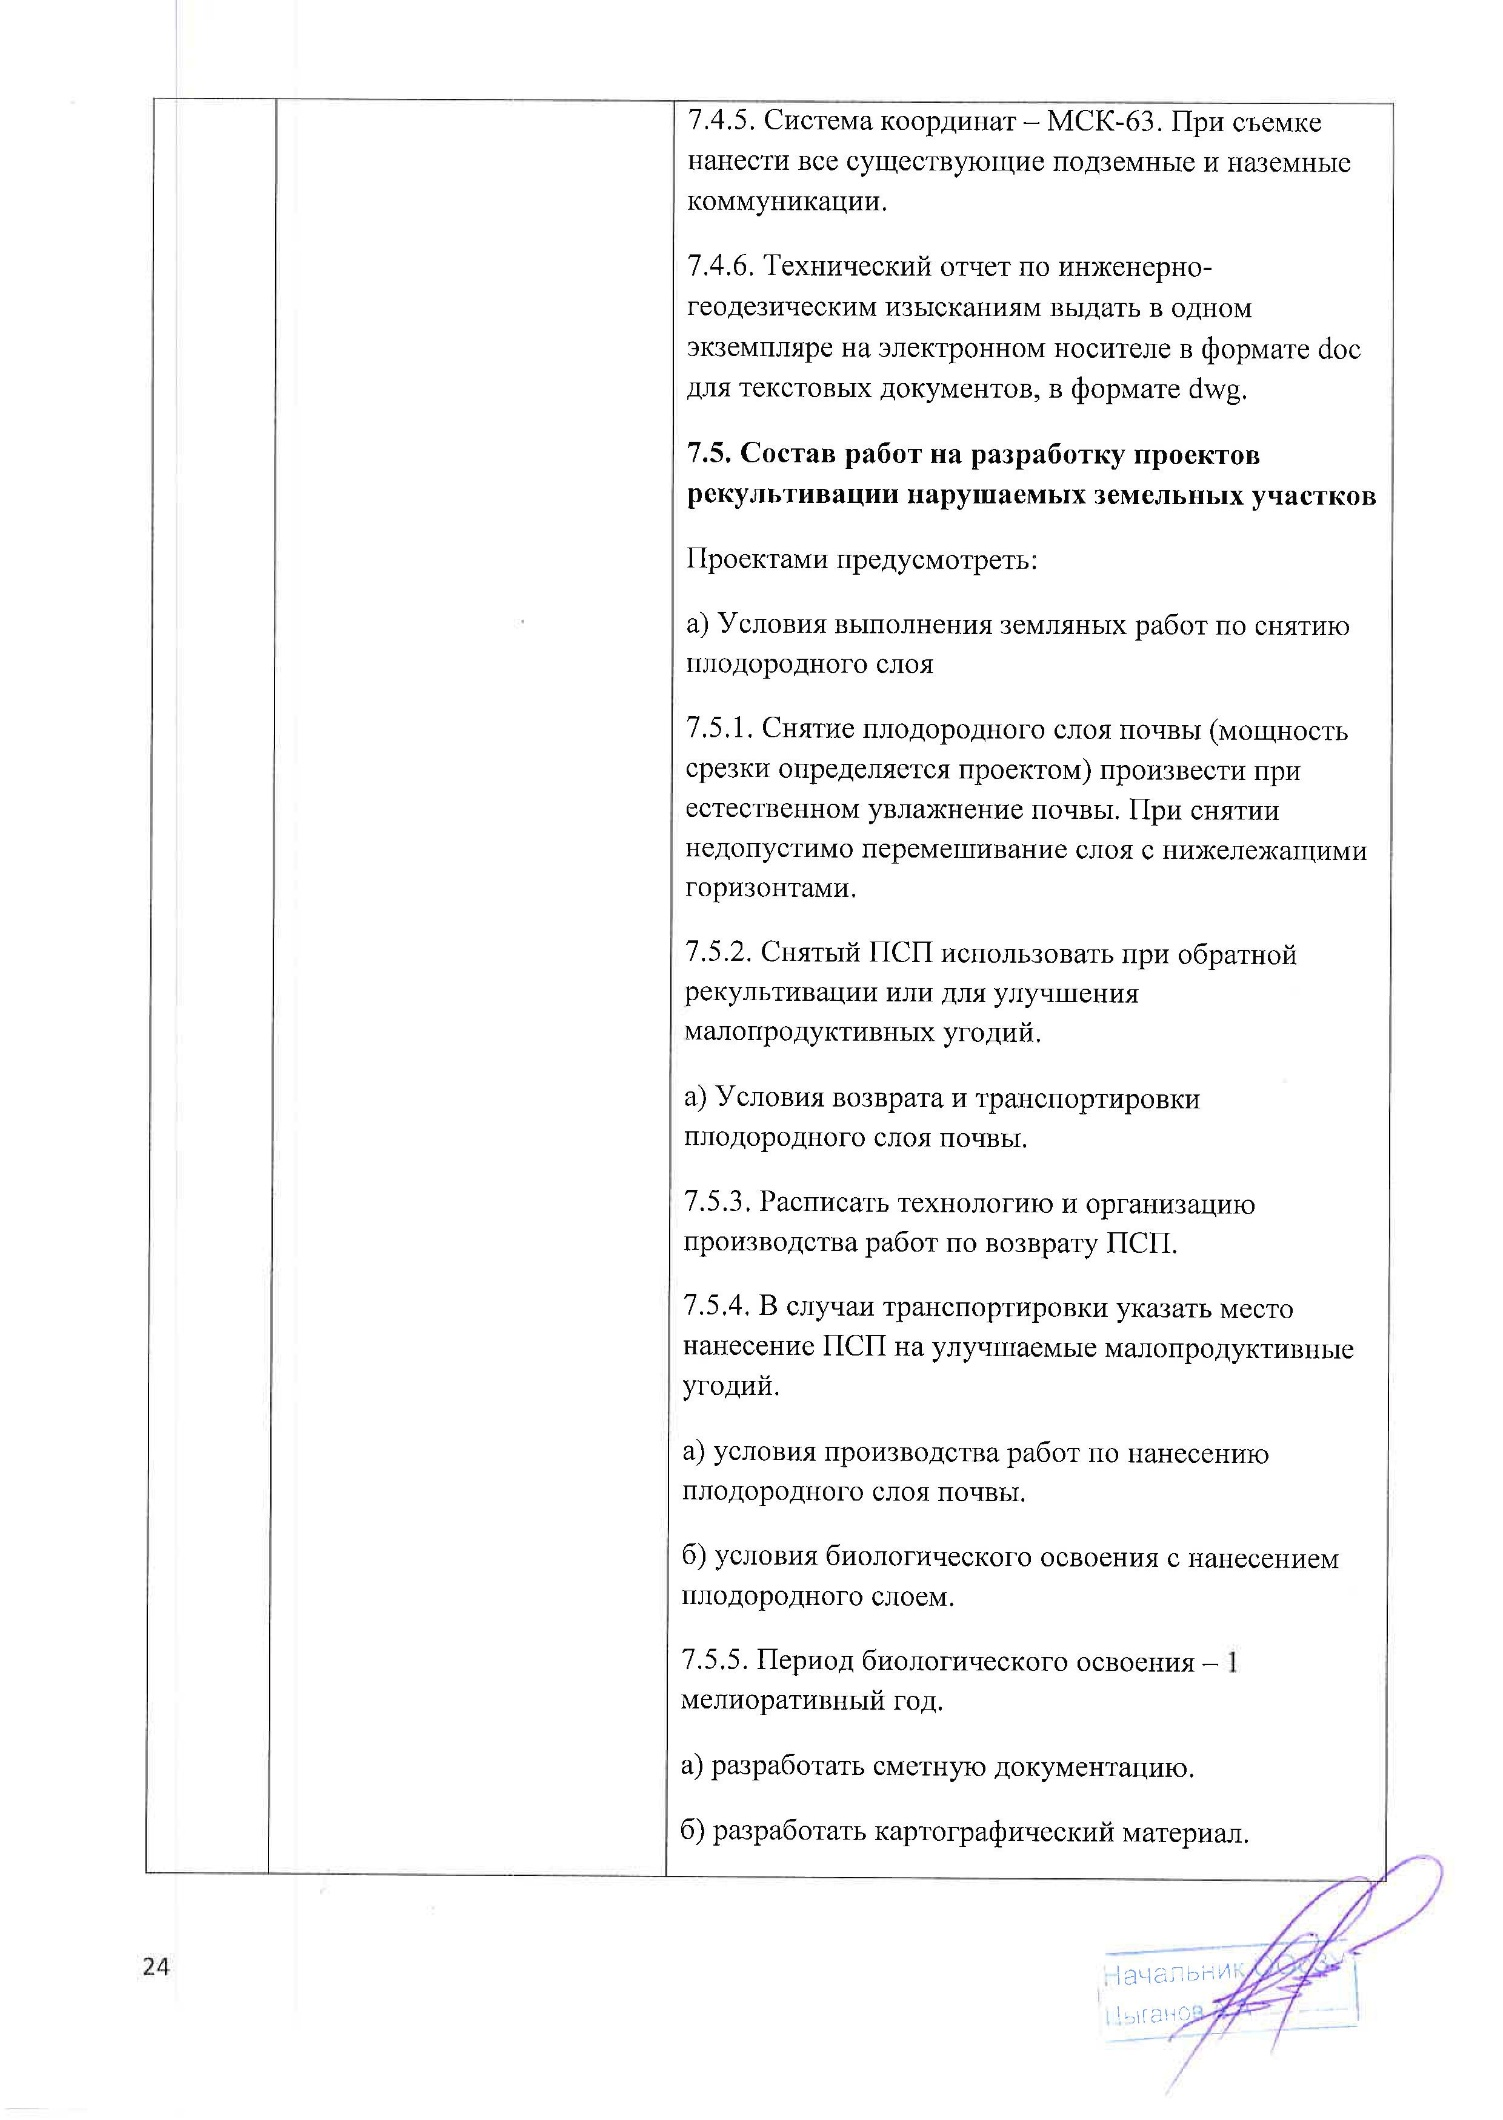 7.4.5. Система координат – МСК-63. При съемке
нанести все существующие подземные и наземные
коммуникации.
7.4.6. Технический отчет по инженерно-
геодезическим изысканиям выдать в одном
экземпляре на электронном носителе в формате doc
для текстовых документов, в формате dwg.
7.5. Состав работ на разработку проектов
рекультивации нарушаемых земельных участков
Проектами предусмотреть:
а) Условия выполнения земляных работ по снятию
плодородного слоя
7.5.1. Снятие плодородного слоя почвы (мощность
срезки определяется проектом) произвести при
естественном увлажнение почвы. При снятии
недопустимо перемешивание слоя с нижележащими
горизонтами.
7.5.2. Снятый ПСП использовать при обратной
рекультивации или для улучшения
малопродуктивных угодий.
а) Условия возврата и транспортировки
плодородного слоя почвы.
7.5.3. Расписать технологию и организацию
производства работ по возврату ПСП.
7.5.4. В случаи транспортировки указать место
нанесение ПСП на улучшаемые малопродуктивные
угодий.
а) условия производства работ по нанесению
плодородного слоя почвы.
б) условия биологического освоения с нанесением
плодородного слоем.
7.5.5. Период биологического освоения – 1
мелиоративный год.
а) разработать сметную документацию.
б) разработать картографический материал.
24
Начальник
Цыганов